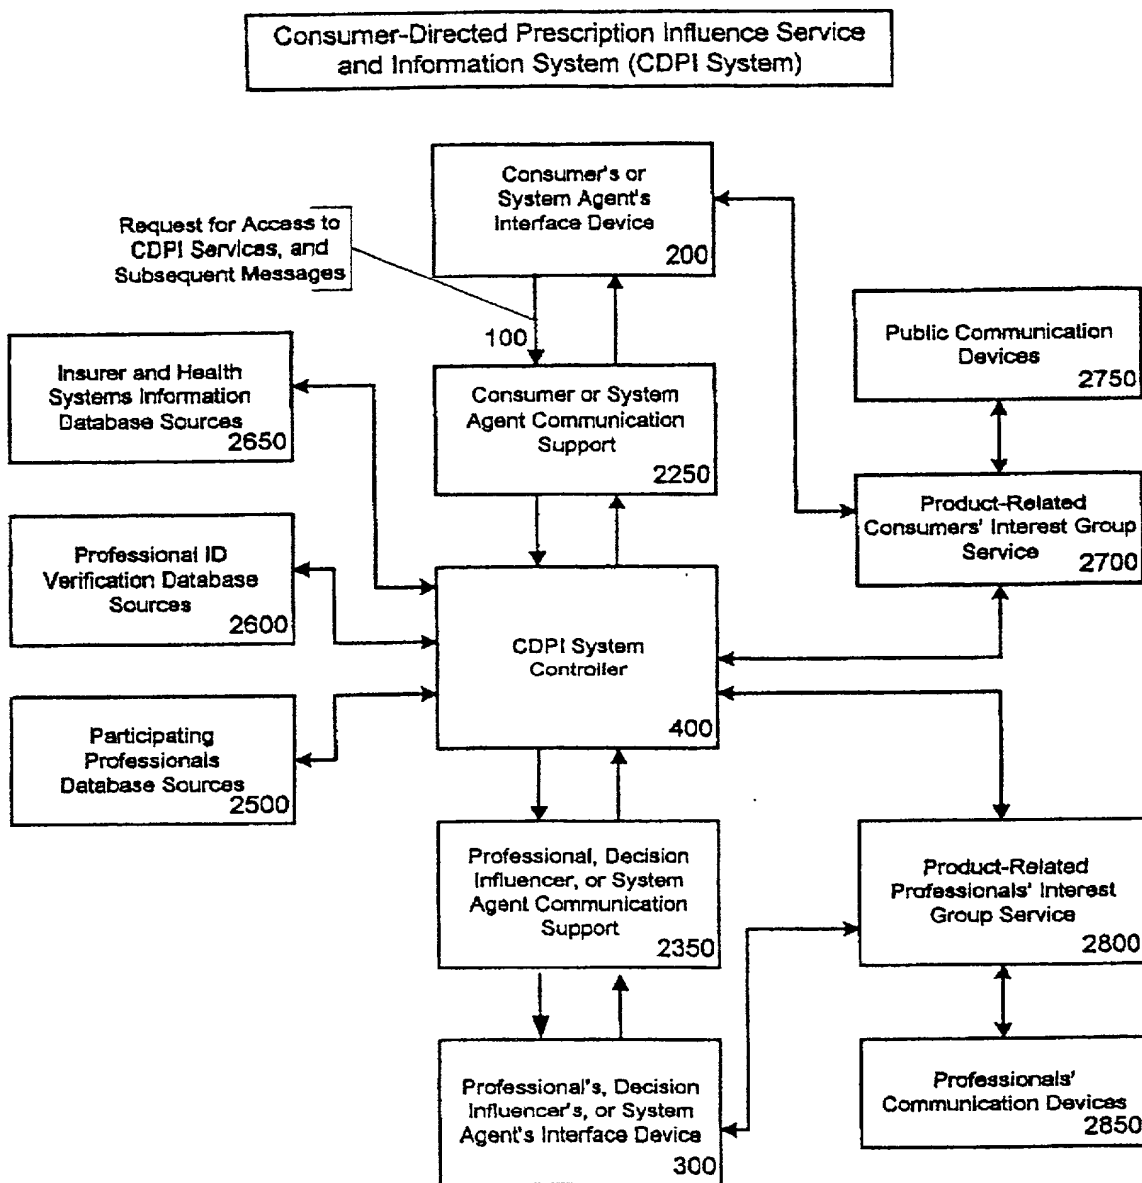 Consumer-Directed Prescription Influence Service
and Information System (CDPI System)
Consumer's or
System Agent's
Interface Device
200
Request for Access to
CDPI Services, and
Subsequent Messages
100
Insurer and Health
Systems Information
Database Sources
2650
Consumer or System
Agent Communication
Support
2250
Public Communication
Devices
2750
Professional ID
Verification Database
Sources
2600
Product-Related
Consumers' Interest Group
Service
2700
CDPI System
Controller
400
Participating
Professionals
Database Sources
2500
Professional, Decision
Influencer, or System
Agent Communication
Support
2350
Product-Related
Professionals' Interest
Group Service
2800
Professional's, Decision
Influencer's, or System
Agent's Interface Device
300
Professionals'
Communication Devices
2850